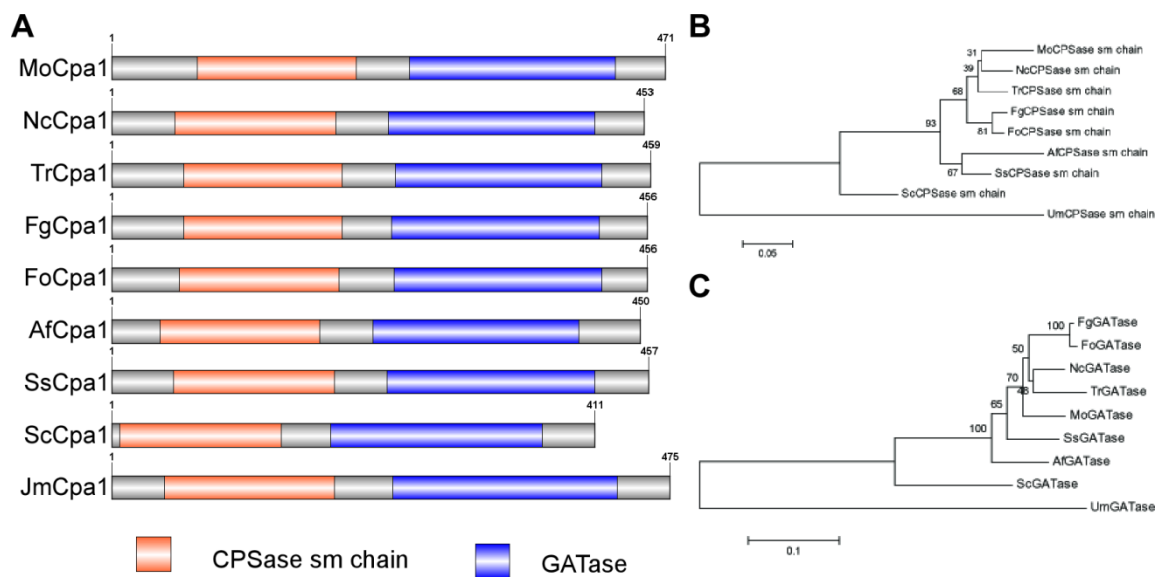 A
1 471
MoCpa1
1 453
NcCpa1
1 459
TrCpa1
1 456
FgCpa1
1 456
FoCpa1
1 450
AfCpa1
1 457
SsCpa1
1 411
ScCpa1
1 475
JmCpa1
CPSase sm chain
GATase
B
31 MoCPSase sm chain
39 NcCPSase sm chain
TrCPSase sm chain
68
FgCPSase sm chain
81 FoCPSase sm chain
93
AfCPSase sm chain
67 SsCPSase sm chain
ScCPSase sm chain
UmCPSase sm chain
0.05
C
100 FgGATase
FoGATase
50
NcGATase
70
TrGATase
MoGATase
65
SsGATase
100
AfGATase
ScGATase
UmGATase
0.1